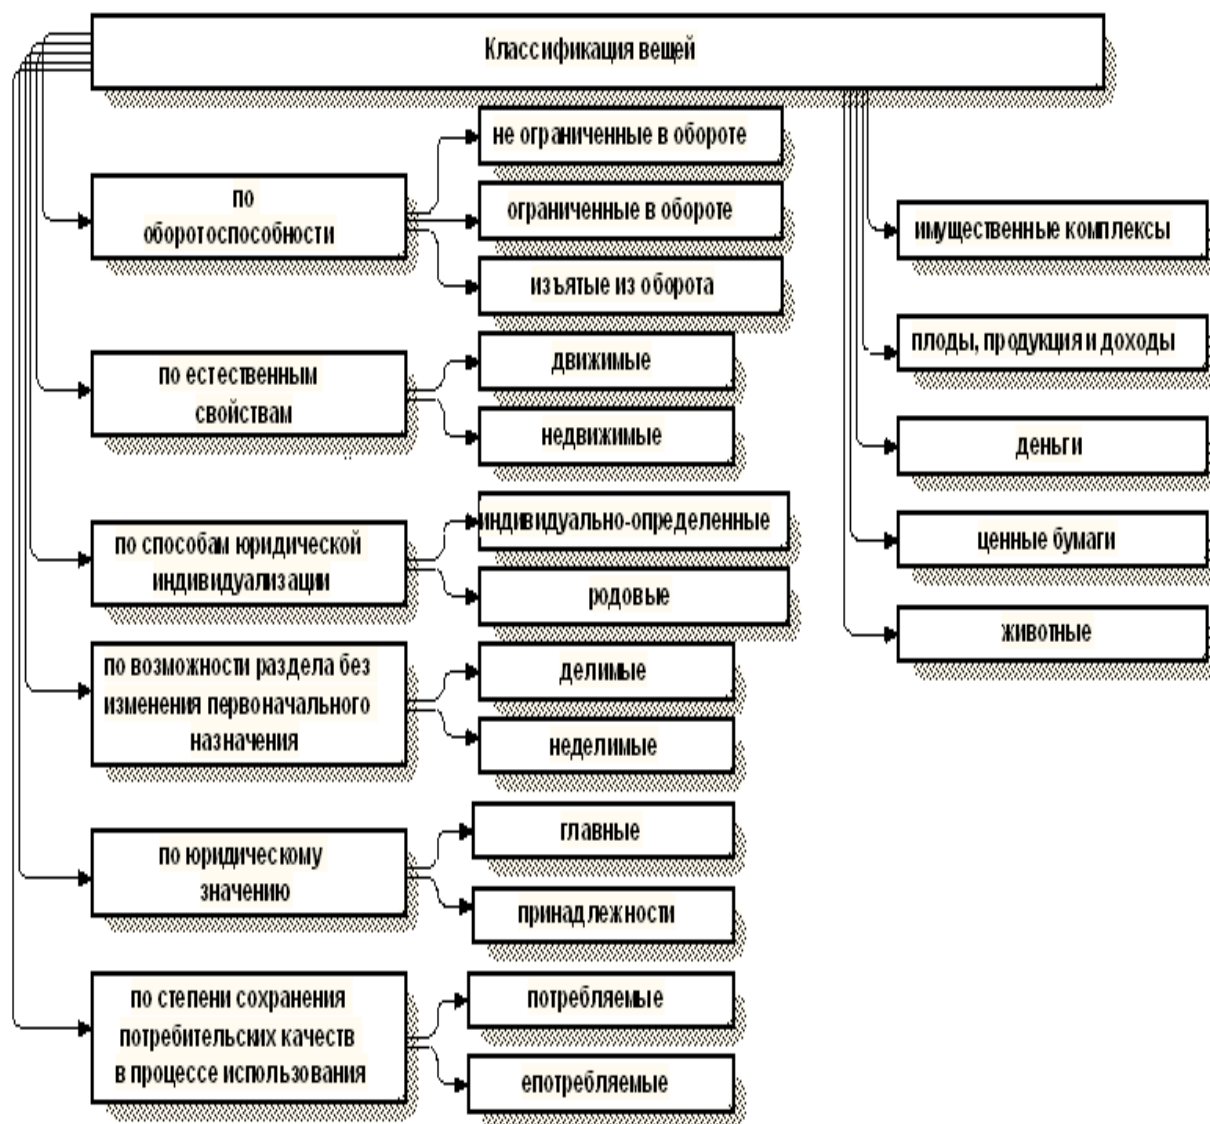 Классификация вещей
по
оборотоспособности
не ограниченные в обороте
ограниченные в обороте
изъятые из оборота
по естественным
свойствам
движимые
недвижимые
по способам юридической
индивидуализации
индивидуально-определенные
родовые
по возможности раздела без
изменения первоначального
назначения
делимые
неделимые
по юридическому
значению
главные
принадлежности
по степени сохранения
потребительских качеств
в процессе использования
потребляемые
епотребляемые
имущественные комплексы
плоды, продукция и доходы
деньги
ценные бумаги
животные